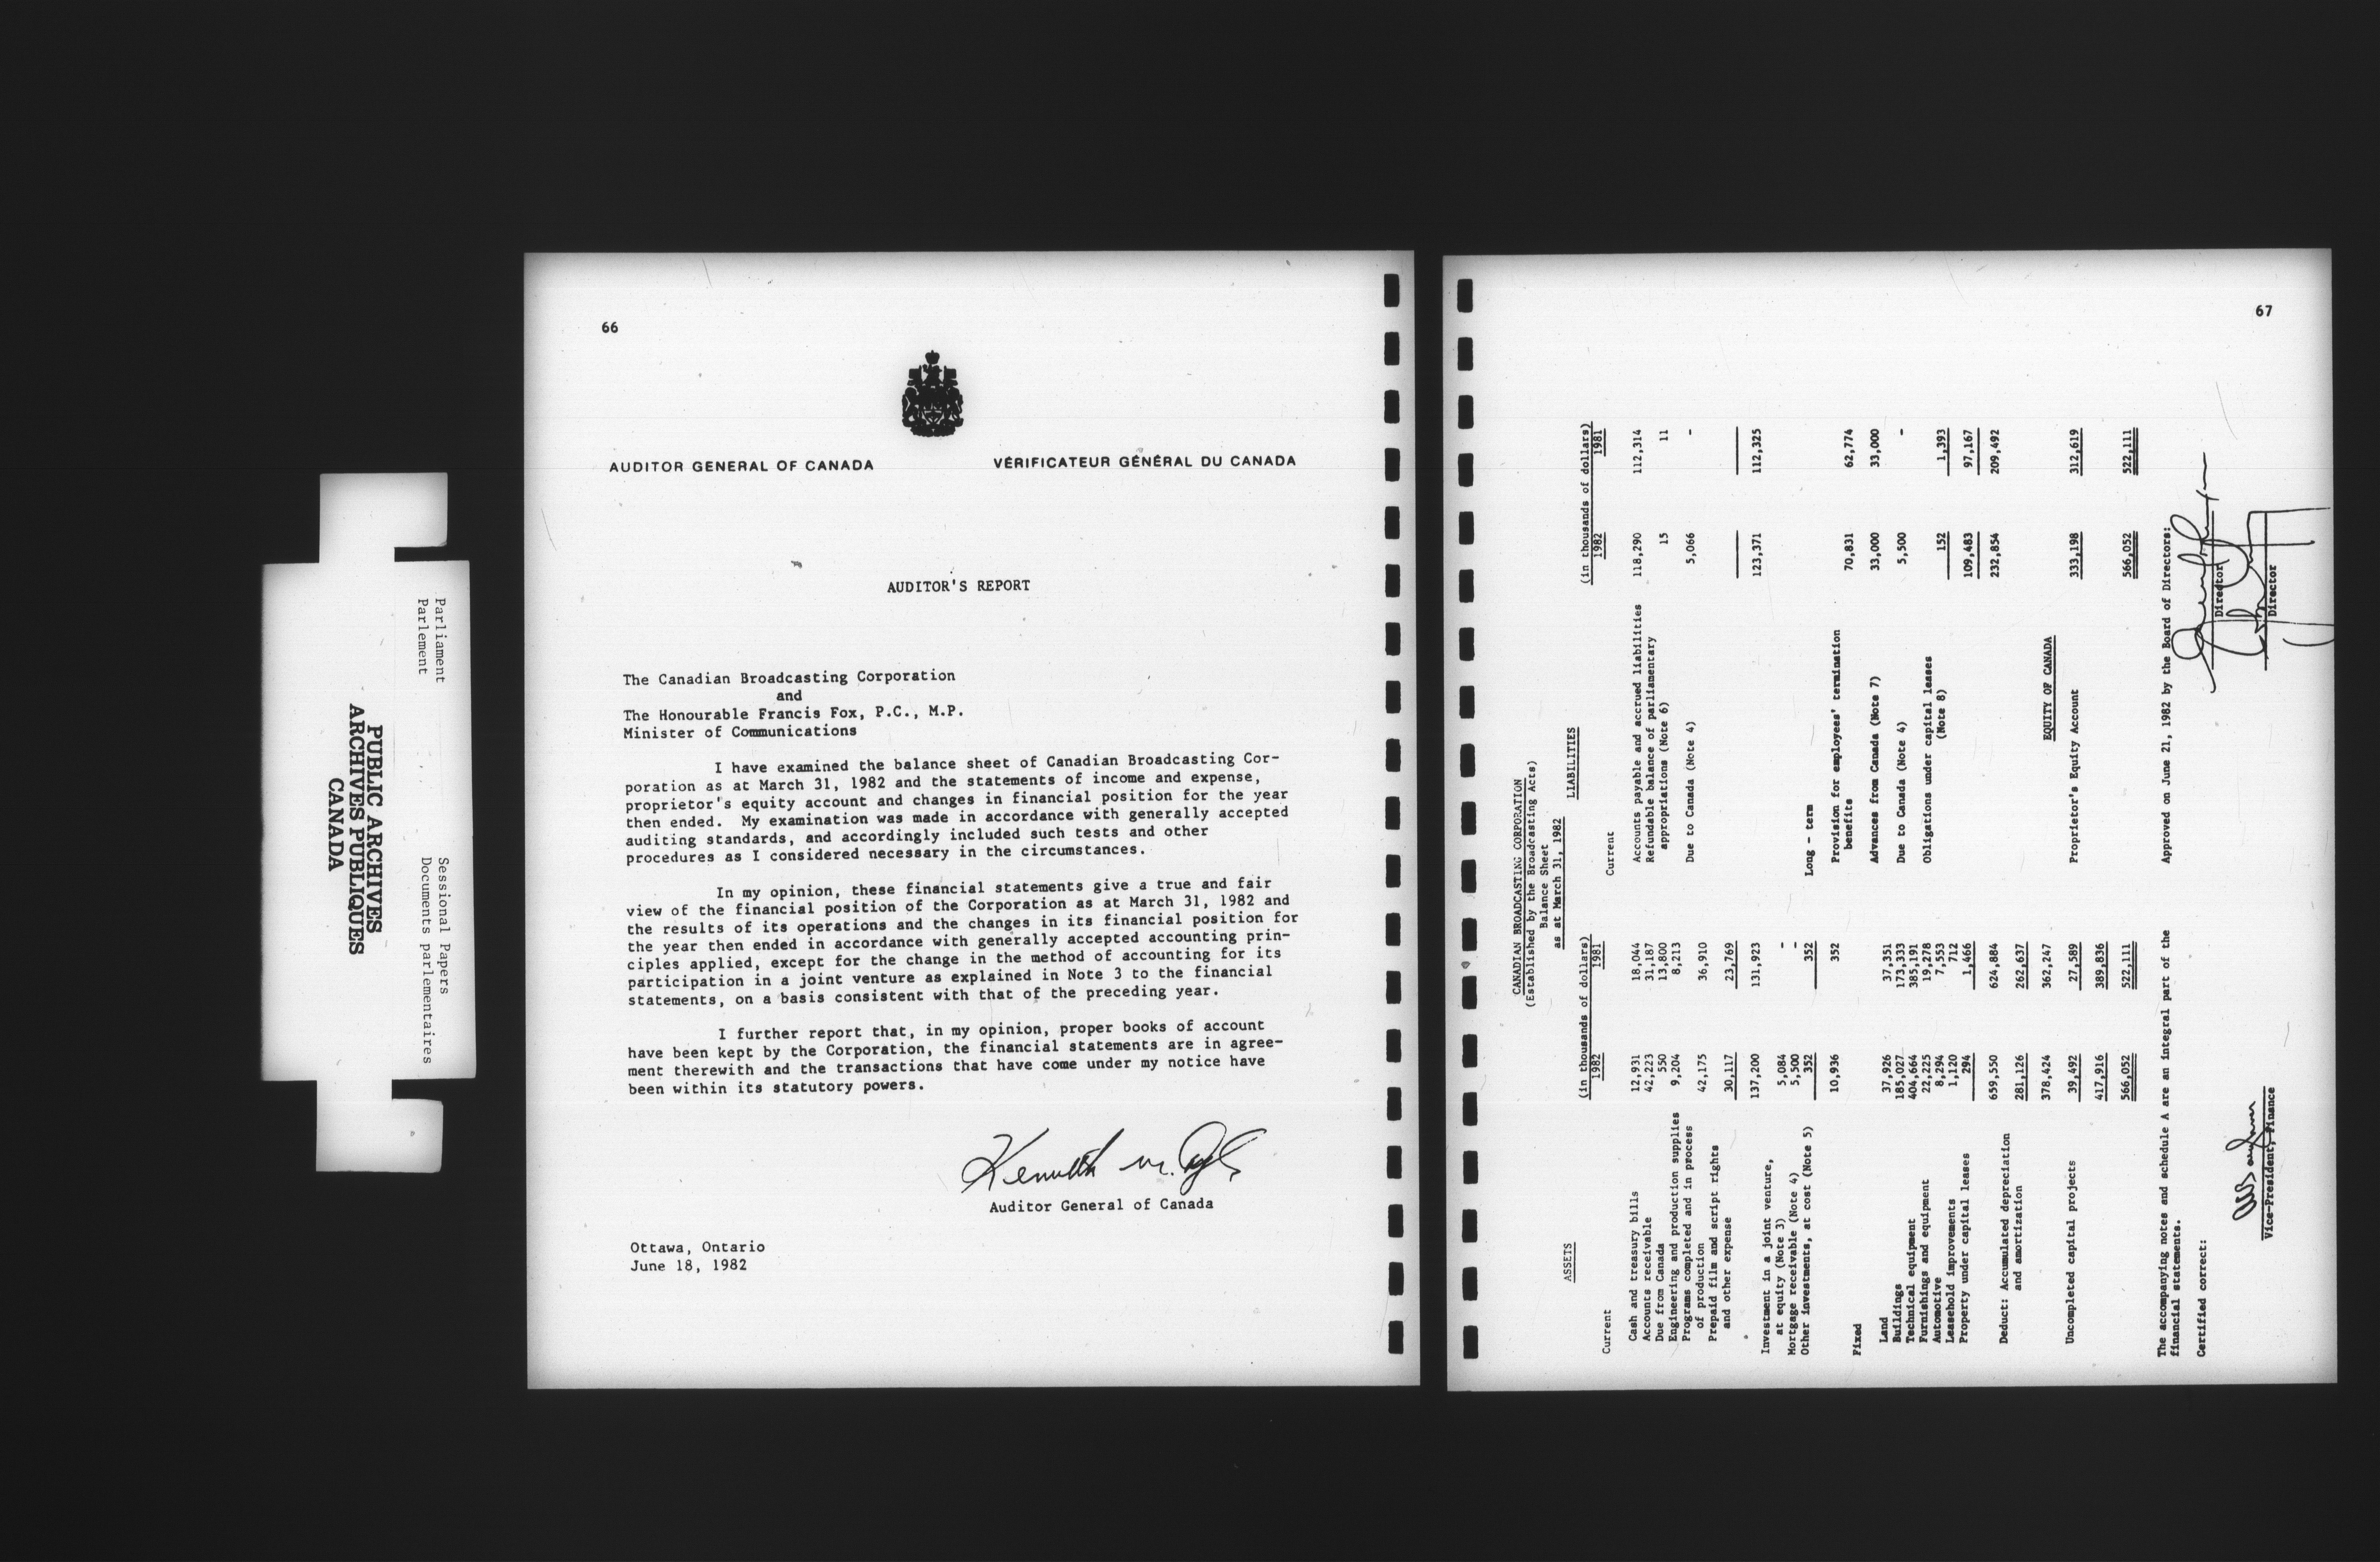 Parliament
Parlement
Sessional Papers
Documents parlementaires
PUBLIC ARCHIVES
ARCHIVES PUBLIQUES
CANADA
66
AUDITOR GENERAL OF CANADA
VÉRIFICATEUR GÉNÉRAL DU CANADA
AUDITOR'S REPORT
The Canadian Broadcasting Corporation
and
The Honourable Francis Fox, P.C., M.P.
Minister of Communications
I have examined the balance sheet of Canadian Broadcasting Cor-
poration as at March 31, 1982 and the statements of income and expense,
proprietor's equity account and changes in financial position for the year
then ended. My examination was made in accordance with generally accepted
auditing standards, and accordingly included such tests and other
procedures as I considered necessary in the circumstances.
In my opinion, these financial statements give a true and fair
view of the financial position of the Corporation as at March 31, 1982 and
the results of its operations and the changes in its financial position for
the year then ended in accordance with generally accepted accounting prin-
ciples applied, except for the change in the method of accounting for its
participation in a joint venture as explained in Note 3 to the financial
statements, on a basis consistent with that of the preceding year.
I further report that, in my opinion, proper books of account
have been kept by the Corporation, the financial statements are in agree-
ment therewith and the transactions that have come under my notice have
been within its statutory powers.
Auditor General of Canada
Ottawa, Ontario
June 18, 1982
67
CANADIAN BROADCASTING CORPORATION
(Established by the Broadcasting Acts)
Balance Sheet
as at March 31, 1982
ASSETS
(in thousands of dollars)
1982 1981
Current
Cash and treasury bills 12,931 18,044
Accounts receivable 42,223 31,187
Due from Canada 550 13,800
Engineering and production supplies 9,204 8,213
Programs completed and in process
of production 42,175 36,910
Prepaid film and script rights
and other expense 30,117 23,769
137,200 131,923
Investment in a joint venture,
at equity (Note 3) 5,084 -
Mortgage receivable (Note 4) 5,500 -
Other investments, at cost (Note 5) 352 352
10,936 352
Fixed
Land 37,926 37,351
Buildings 185,027 173,333
Technical equipment 404,664 385,191
Furnishings and equipment 22,225 19,278
Automotive 8,294 7,553
Leasehold improvements 1,120 712
Property under capital leases 294 1,466
659,550 624,884
Deduct: Accumulated depreciation
and amortization 281,126 262,637
378,424 362,247
Uncompleted capital projects 39,492 27,589
417,916 389,836
566,052 522,111
LIABILITIES
(in thousands of dollars)
1982 1981
Current
Accounts payable and accrued liabilities 118,290 112,314
Refundable balance of parliamentary
appropriations (Note 6) 15 11
Due to Canada (Note 4) 5,066 -
123,371 112,325
Long - term
Provision for employees' termination
benefits 70,831 62,774
Advances from Canada (Note 7) 33,000 33,000
Due to Canada (Note 4) 5,500 -
Obligations under capital leases
(Note 8) 152 1,393
109,483 97,167
232,854 209,492
EQUITY OF CANADA
Proprietor's Equity Account 333,198 312,619
566,052 522,111
The accompanying notes and schedule A are an integral part of the
financial statements.
Certified correct:
Vice-President, Finance
Approved on June 21, 1982 by the Board of Directors:
Director
Director